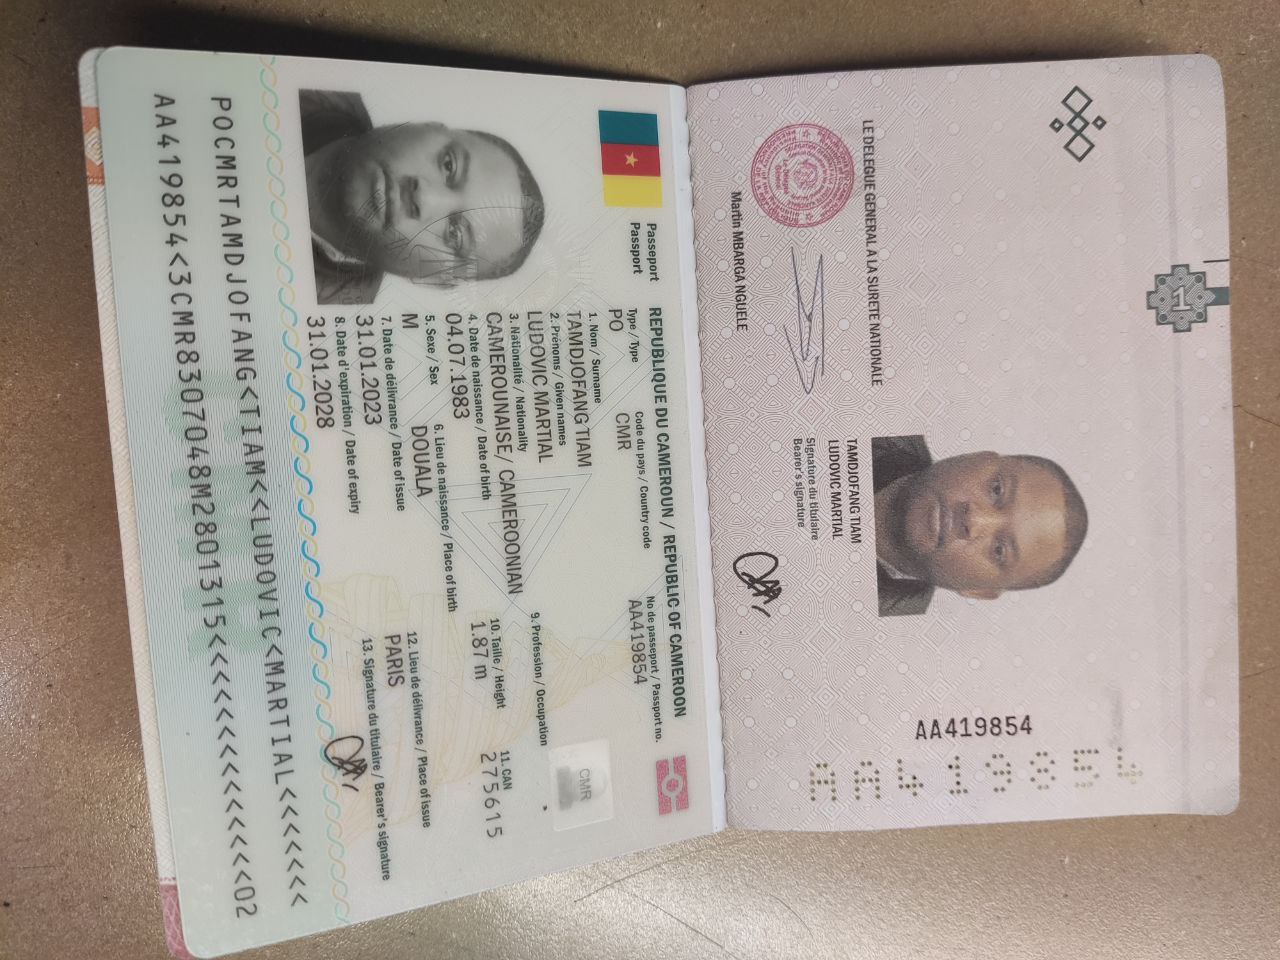 LE DELEGUE GENERAL A LA SURETE NATIONALE
Martin MBARGA NGUELE
TAMDJOFANG TIAM
LUDOVIC MARTIAL
Signature du titulaire
Bearer's signature
AA419854
AA419854
1
REPUBLIQUE DU CAMEROUN / REPUBLIC OF CAMEROON
Passeport
Passport
Type / Type
PO
Code du pays / Country code
CMR
No de passeport / Passport no.
AA419854
1. Nom / Surname
TAMDJOFANG TIAM
2. Prénoms / Given names
LUDOVIC MARTIAL
3. Nationalité / Nationality
CAMEROUNAISE / CAMEROONIAN
4. Date de naissance / Date of birth
04.07.1983
5. Sexe / Sex
M
6. Lieu de naissance / Place of birth
DOUALA
7. Date de délivrance / Date of issue
31.01.2023
8. Date d'expiration / Date of expiry
31.01.2028
9. Profession / Occupation
10. Taille / Height
1.87 m
11. CAN
275615
12. Lieu de délivrance / Place of issue
PARIS
13. Signature du titulaire / Bearer's signature
CMR
POCMRTAMDJOFANG<TIAM<<LUDOVIC<MARTIAL<<<<<<<
AA419854<3CMR8307048M2801315<<<<<<<<<<<<<<02